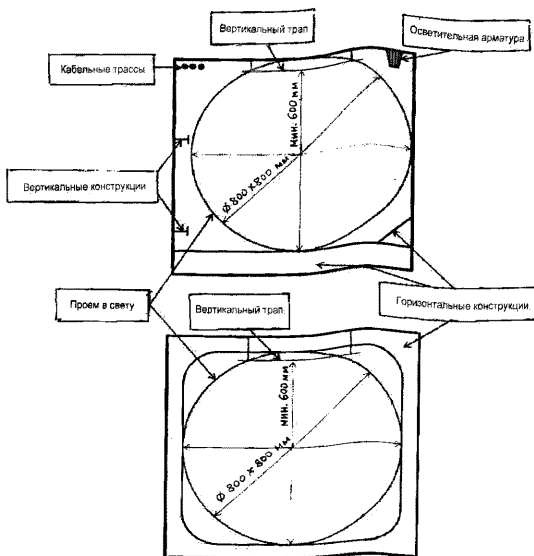 Вертикальный трап
Осветительная арматура
Кабельные трассы
мин. 600 мм
Вертикальные конструкции
Ø 800 x 800 мм
Проем в свету
Вертикальный трап
Горизонтальные конструкции
мин. 600 мм
Ø 800 x 800 мм